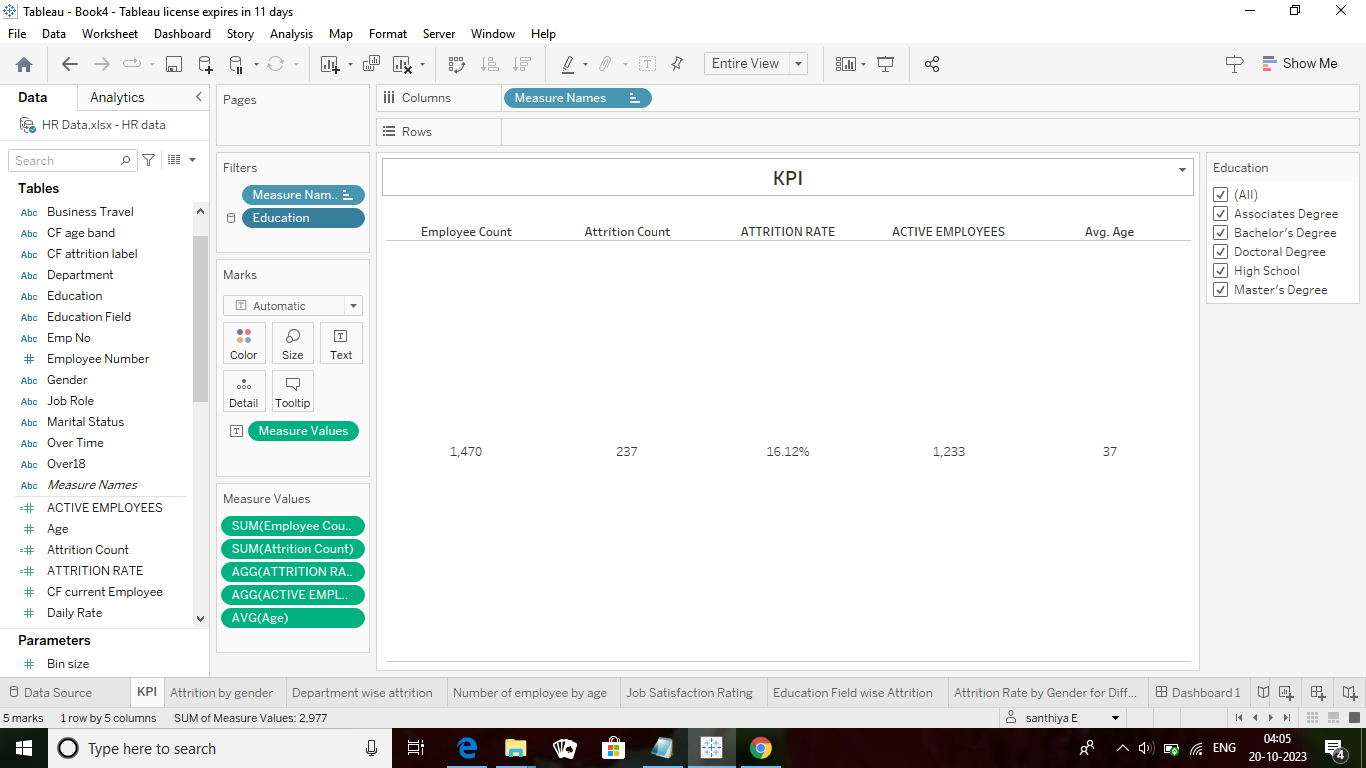 Tableau - Book4 - Tableau license expires in 11 days
File Data Worksheet Dashboard Story Analysis Map Format Server Window Help
Entire View
Show Me
Data Analytics
HR Data.xlsx - HR data
Search
Tables
Abc Business Travel
Abc CF age band
Abc CF attrition label
Abc Department
Abc Education
Abc Education Field
Abc Emp No
# Employee Number
Abc Gender
Abc Job Role
Abc Marital Status
Abc Over Time
Abc Over18
Abc Measure Names
=# ACTIVE EMPLOYEES
# Age
=# Attrition Count
=# ATTRITION RATE
# CF current Employee
# Daily Rate
Parameters
# Bin size
Pages
Filters
Measure Nam..
Education
Marks
T Automatic
Color Size Text
Detail Tooltip
T Measure Values
Measure Values
SUM(Employee Cou..
SUM(Attrition Count)
AGG(ATTRITION RA..
AGG(ACTIVE EMPL..
AVG(Age)
Columns Measure Names
Rows
KPI
Employee Count Attrition Count ATTRITION RATE ACTIVE EMPLOYEES Avg. Age
1,470 237 16.12% 1,233 37
Education
(All)
Associates Degree
Bachelor's Degree
Doctoral Degree
High School
Master's Degree
Data Source KPI Attrition by gender Department wise attrition Number of employee by age Job Satisfaction Rating Education Field wise Attrition Attrition Rate by Gender for Diff... Dashboard 1
5 marks 1 row by 5 columns SUM of Measure Values: 2,977 santhiya E
Type here to search
ENG
04:05
20-10-2023
4